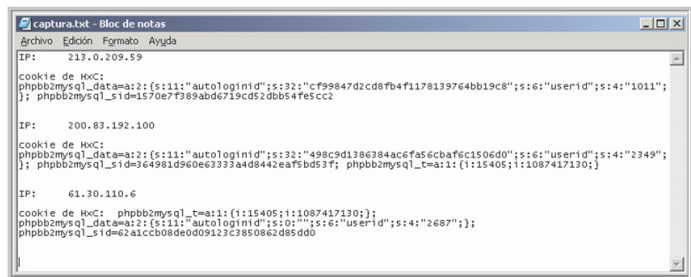 captura.txt - Bloc de notas
Archivo Edición Formato Ayuda
IP: 213.0.209.59
cookie de HxC:
phpbb2mysql_data=a:2:{s:11:"autologinid";s:32:"cf99847d2cd8fb4f1178139764bb19c8";s:6:"userid";s:4:"1011";
}; phpbb2mysql_sid=1570e7f389abd6719cd52dbb54fe5cc2
IP: 200.83.192.100
cookie de HxC:
phpbb2mysql_data=a:2:{s:11:"autologinid";s:32:"498c9d1386384ac6fa56cbaf6c1506d0";s:6:"userid";s:4:"2349";
}; phpbb2mysql_sid=364981d960e63333a4d8442eaf5bd53f; phpbb2mysql_t=a:1:{i:15405;i:1087417130;}
IP: 61.30.110.6
cookie de HxC: phpbb2mysql_t=a:1:{i:15405;i:1087417130;};
phpbb2mysql_data=a:2:{s:11:"autologinid";s:0:"";s:6:"userid";s:4:"2687";};
phpbb2mysql_sid=62a1ccb08de0d09123c3850862d85dd0